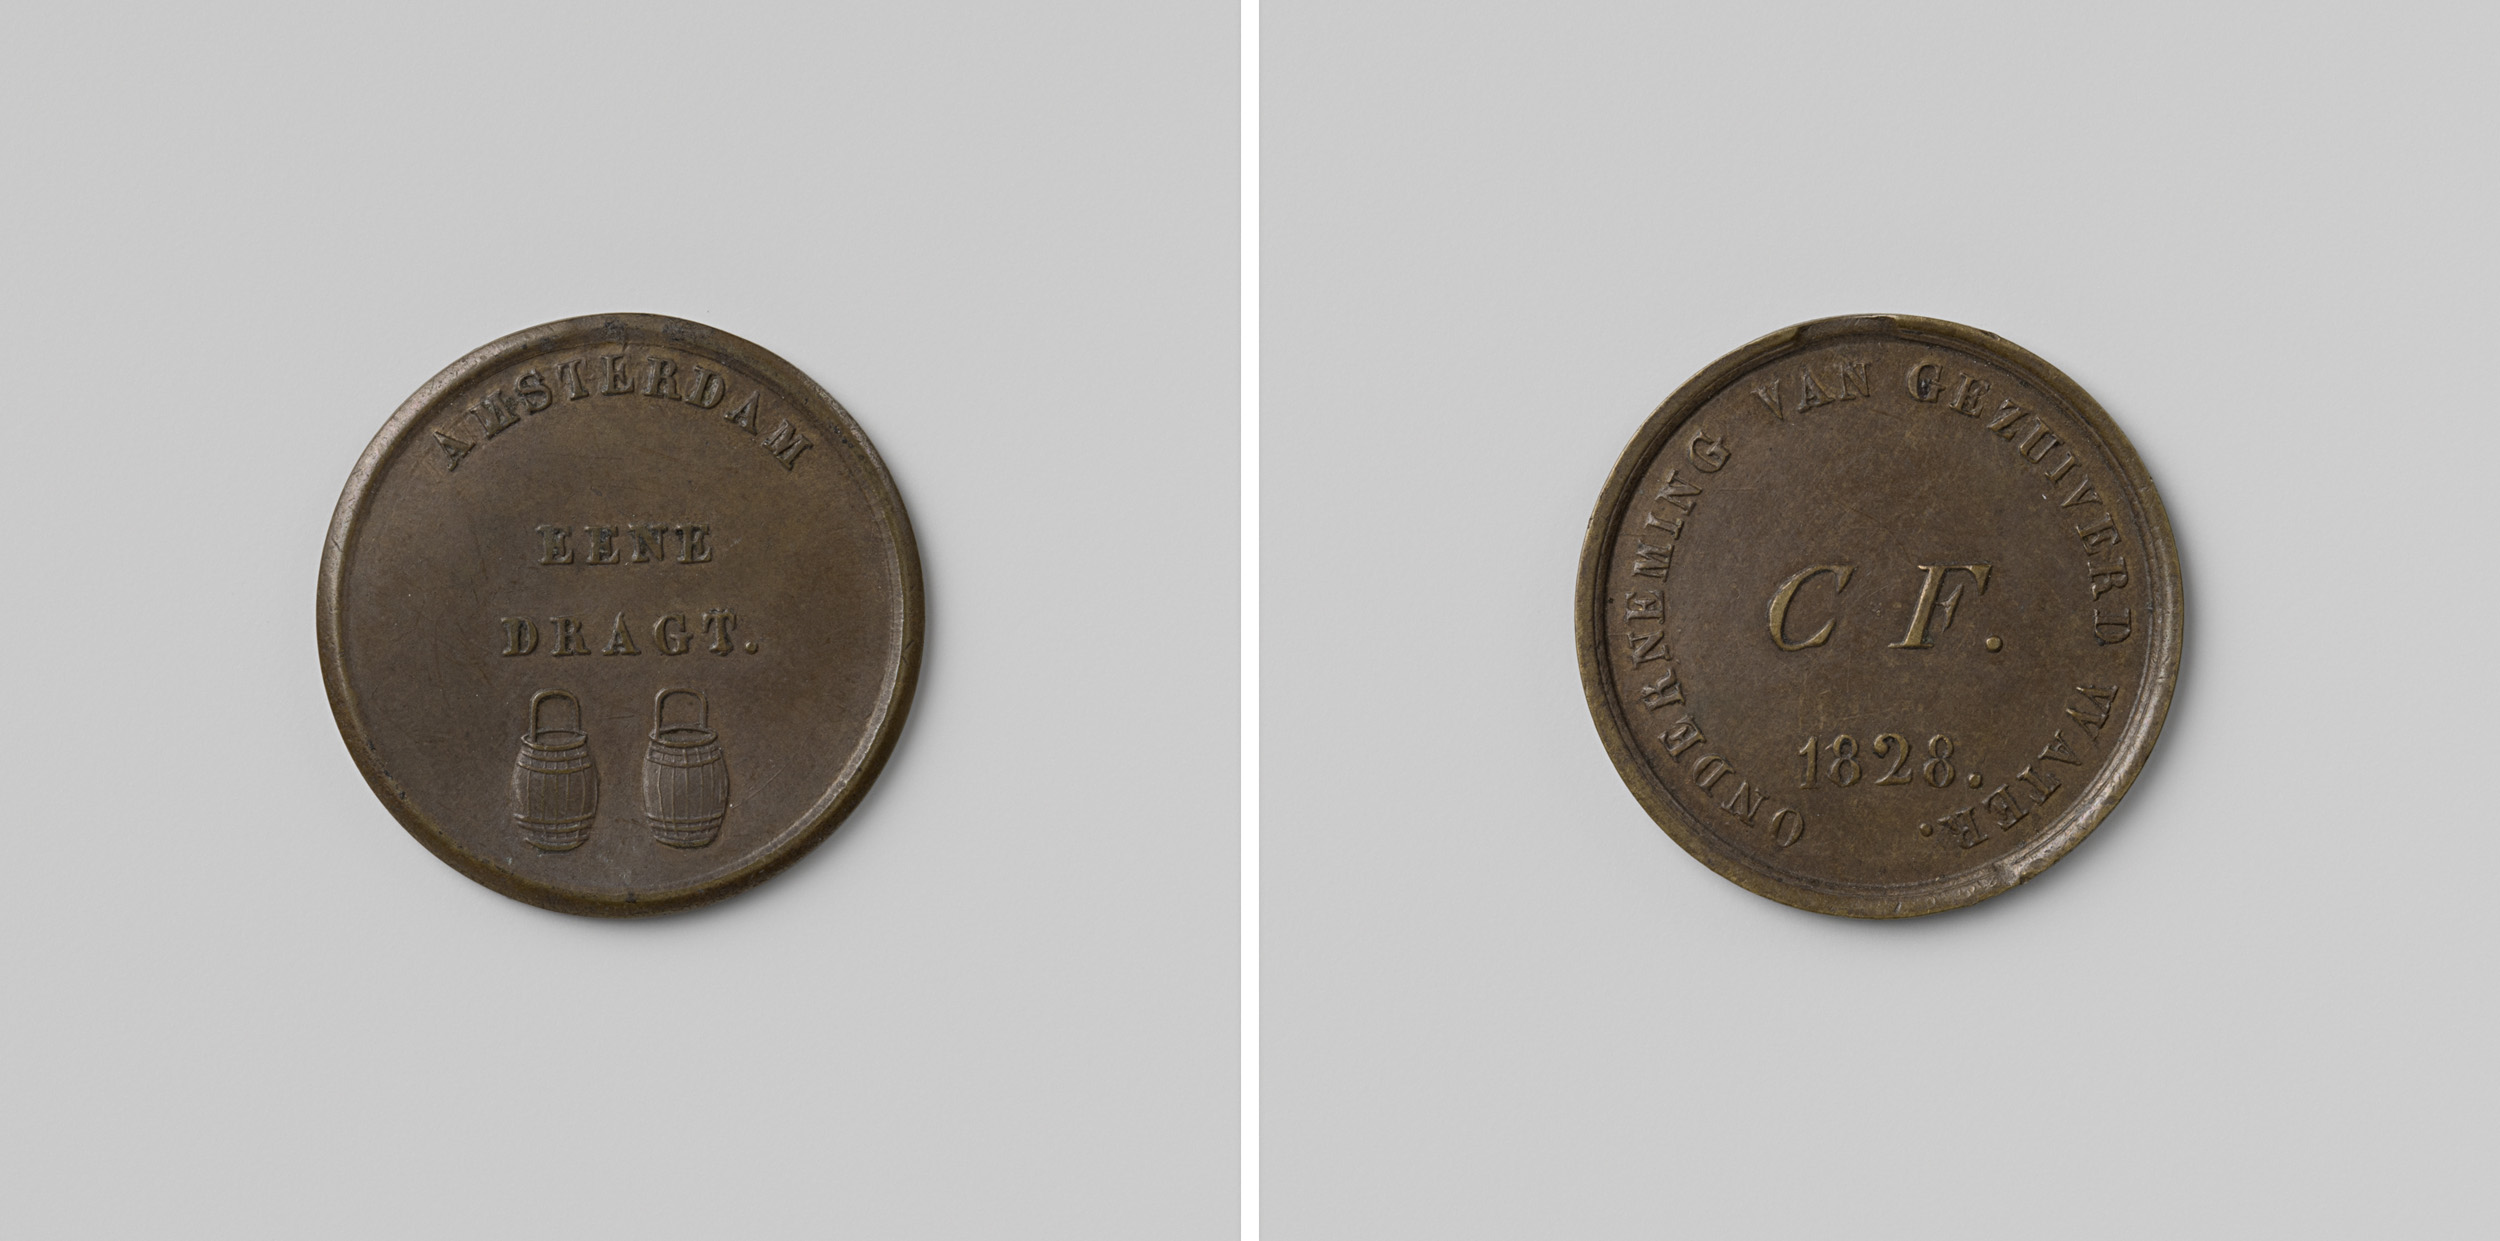 AMSTERDAM
EENE
DRAGT.
ONDERNEMING VAN GEZUIVERD WATER.
C F.
1828.